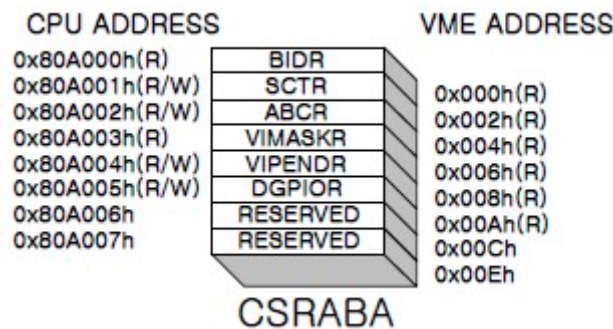 CPU ADDRESS VME ADDRESS
0x80A000h(R) BIDR
0x80A001h(R/W) SCTR 0x000h(R)
0x80A002h(R/W) ABCR 0x002h(R)
0x80A003h(R) VIMASKR 0x004h(R)
0x80A004h(R/W) VIPENDR 0x006h(R)
0x80A005h(R/W) DGPIOR 0x008h(R)
0x80A006h RESERVED 0x00Ah(R)
0x80A007h RESERVED 0x00Ch
0x00Eh
CSRABA